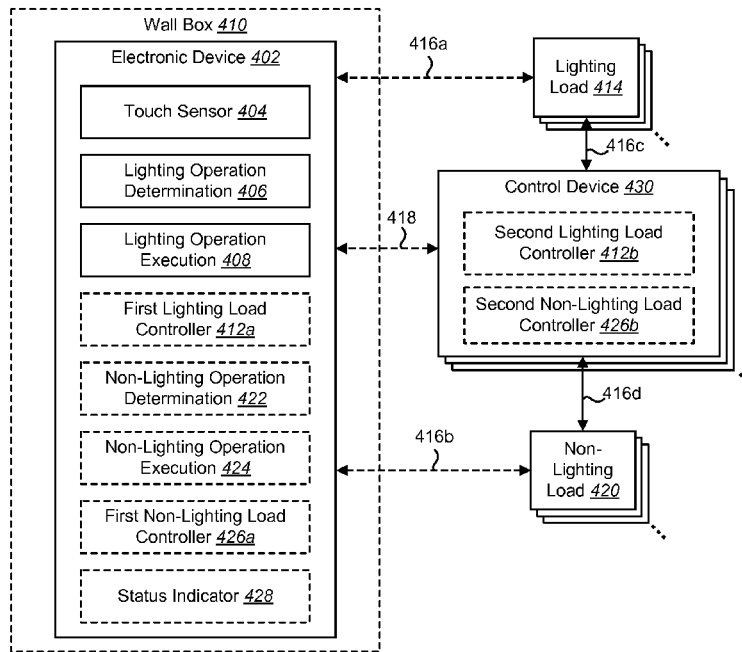 Wall Box 410
Electronic Device 402
Touch Sensor 404
Lighting Operation
Determination 406
Lighting Operation
Execution 408
First Lighting Load
Controller 412a
Non-Lighting Operation
Determination 422
Non-Lighting Operation
Execution 424
First Non-Lighting Load
Controller 426a
Status Indicator 428
416a
418
416b
Lighting
Load 414
416c
Control Device 430
Second Lighting Load
Controller 412b
Second Non-Lighting Load
Controller 426b
416d
Non-
Lighting
Load 420